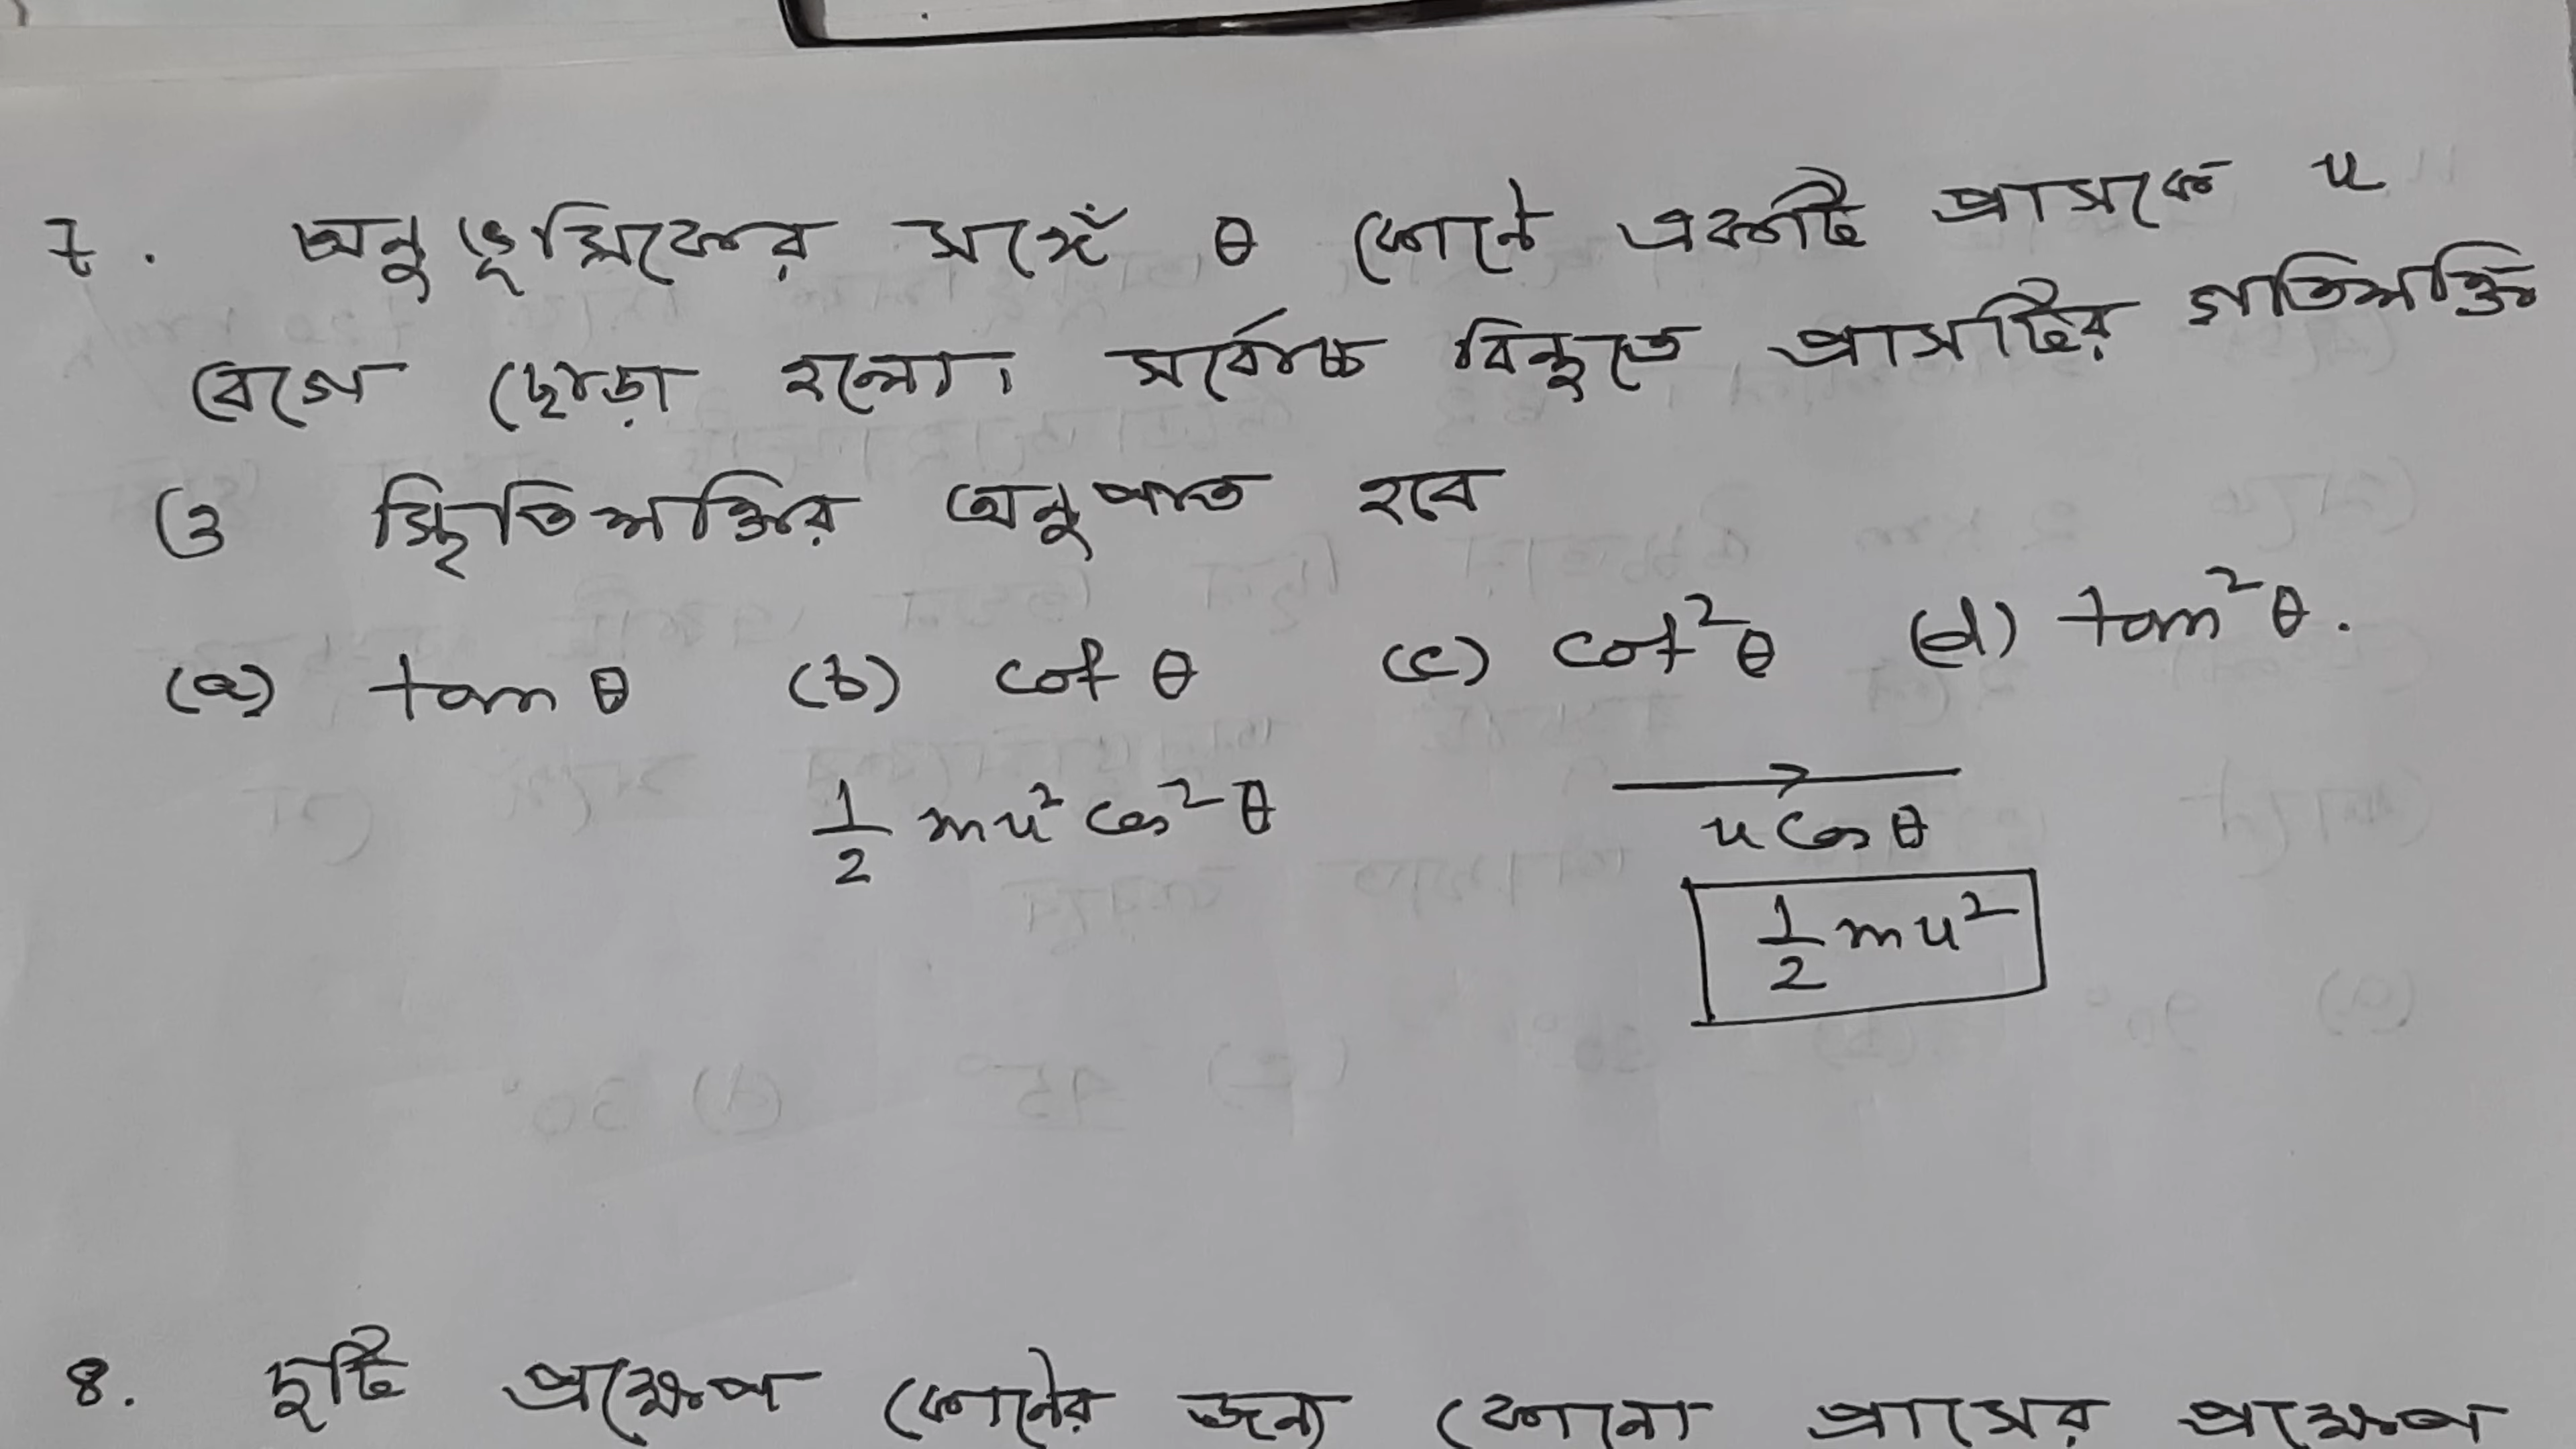 7. অনুভূমিকের সঙ্গে θ কোণে একটি প্রাসকে u
বেগে ছোড়া হলো। সর্বোচ্চ বিন্দুতে প্রাসটির গতিশক্তি
ও স্থিতিশক্তির অনুপাত হবে
(a) tan θ (b) cot θ (c) cot²θ (d) tan²θ.
1/2 mu² cos²θ
u cos θ
1/2 mu²
8. দুটি প্রক্ষেপ কোণের জন্য কোনো প্রাসের প্রক্ষেপ